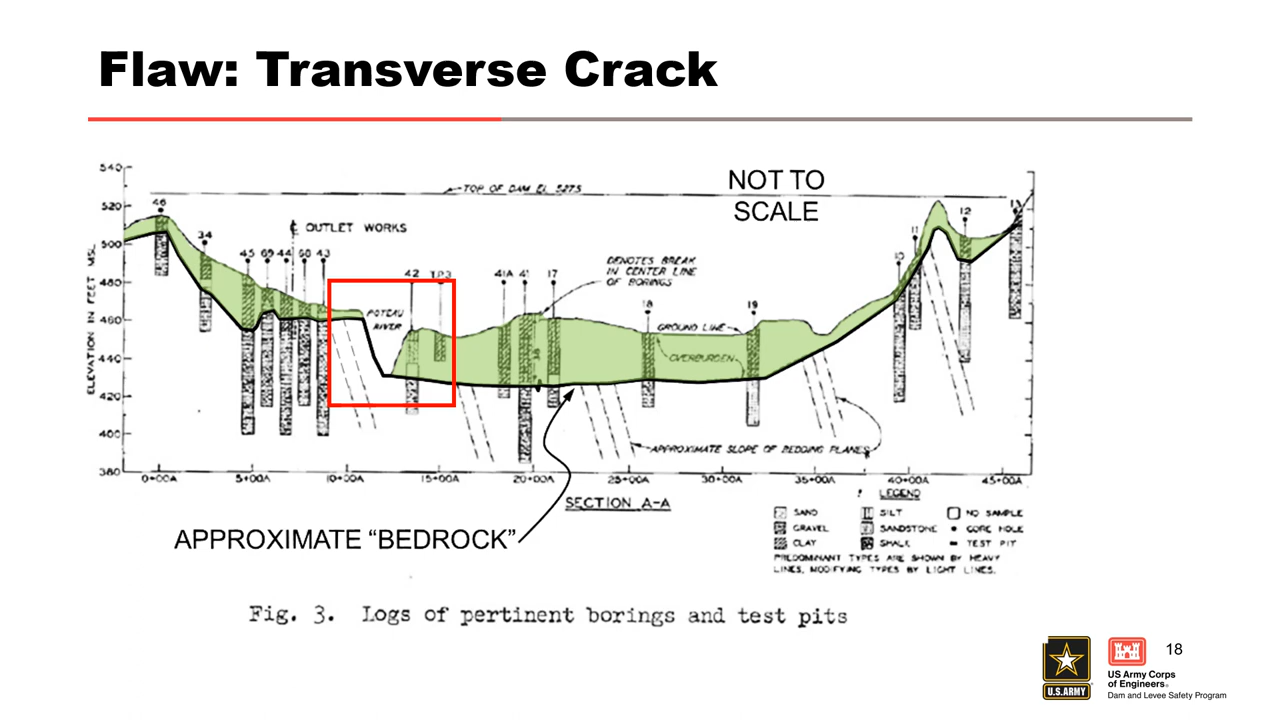 Flaw: Transverse Crack
NOT TO
SCALE
TOP OF DAM EL 527.5
540
520
500
480
460
440
420
400
380
ELEVATION IN FEET MSL
46
34
45
69
44
68
43
OUTLET WORKS
42
T.P.3
41A
41
17
18
19
10
11
12
13
POTEAU
RIVER
DENOTES BREAK
IN CENTER LINE
OF BORINGS
GROUND LINE
OVERBURDEN
APPROXIMATE SLOPE OF BEDDING PLANES
0+00A
5+00A
10+00A
15+00A
20+00A
25+00A
30+00A
35+00A
40+00A
45+00A
SECTION A-A
APPROXIMATE “BEDROCK”
LEGEND
SAND
SILT
NO SAMPLE
GRAVEL
SANDSTONE
CORE HOLE
CLAY
SHALE
TEST PIT
PREDOMINANT TYPES ARE SHOWN BY HEAVY
LINES, MODIFYING TYPES BY LIGHT LINES.
Fig. 3. Logs of pertinent borings and test pits
U.S.ARMY
US Army Corps
of Engineers®
Dam and Levee Safety Program
18